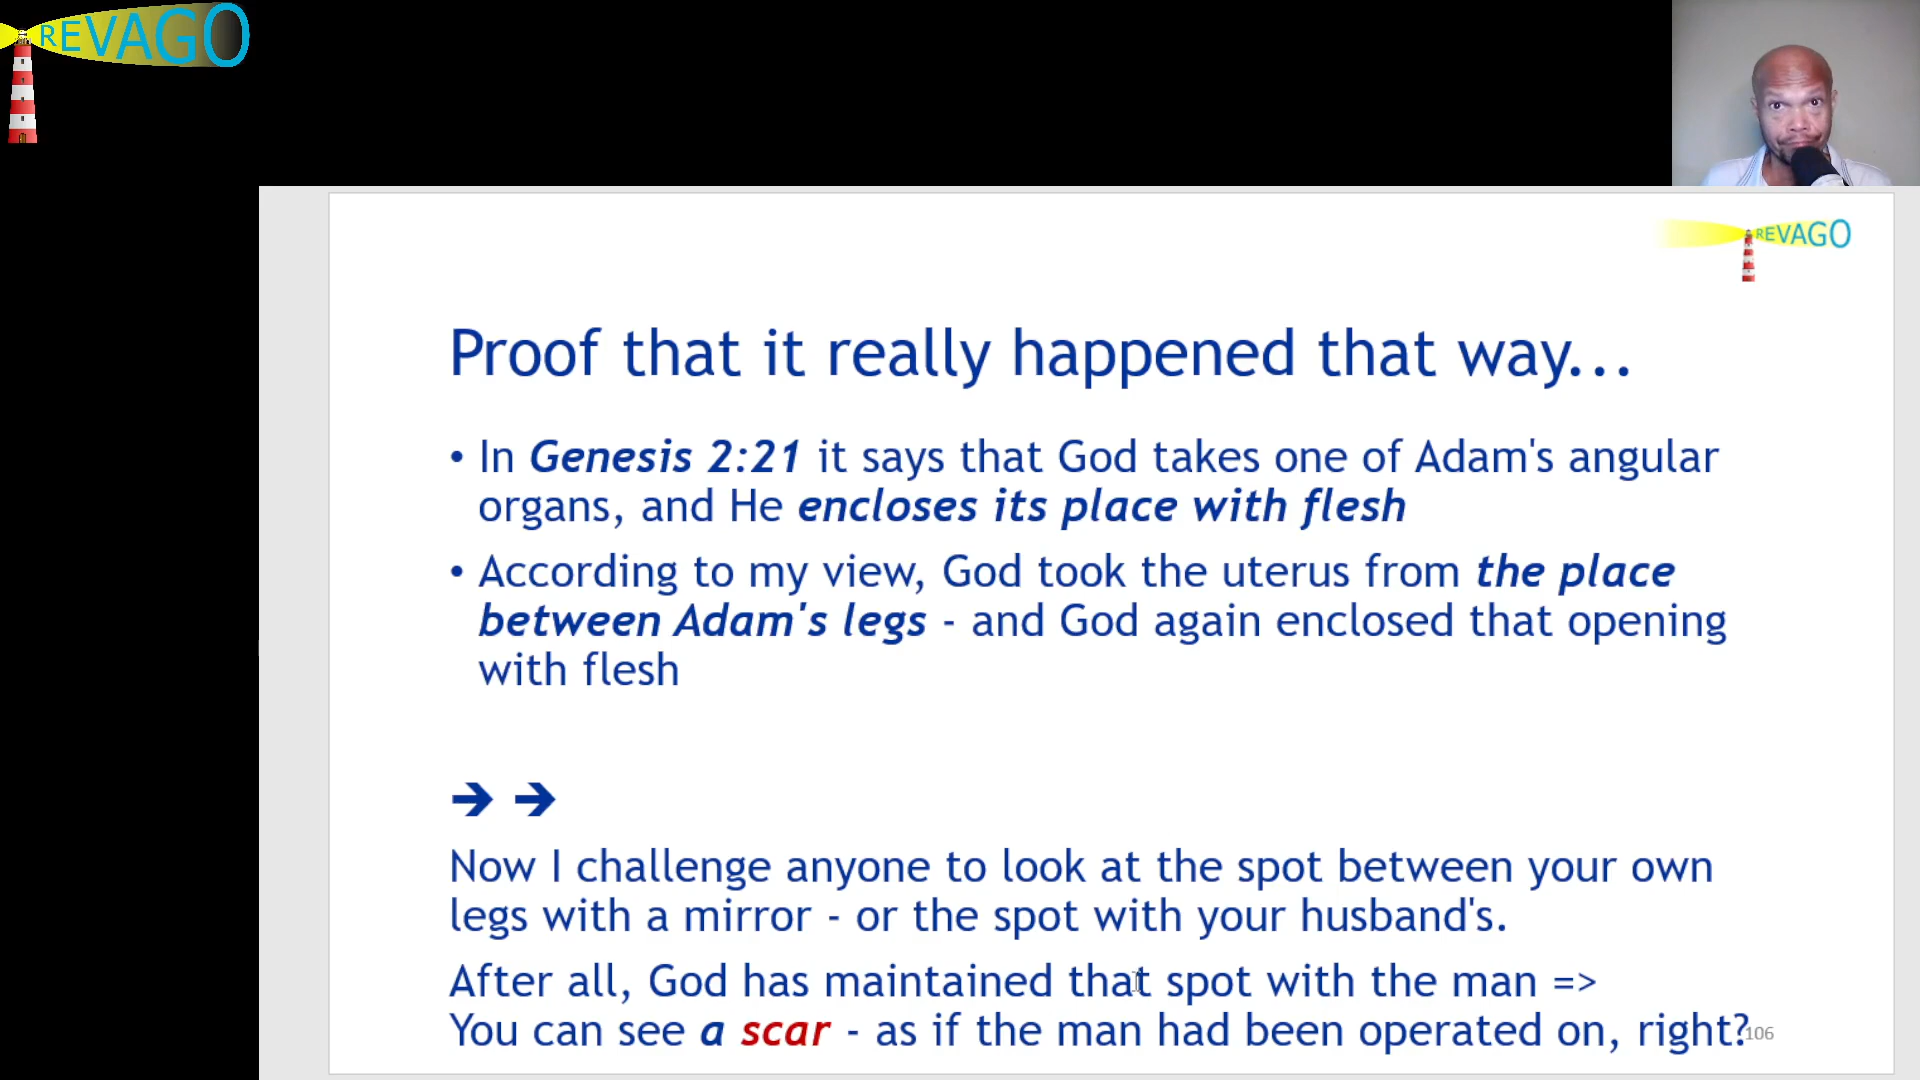 REVAGO
REVAGO
Proof that it really happened that way...
• In Genesis 2:21 it says that God takes one of Adam's angular
organs, and He encloses its place with flesh
• According to my view, God took the uterus from the place
between Adam's legs - and God again enclosed that opening
with flesh
➔ ➔
Now I challenge anyone to look at the spot between your own
legs with a mirror - or the spot with your husband's.
After all, God has maintained that spot with the man =>
You can see a scar - as if the man had been operated on, right?
106